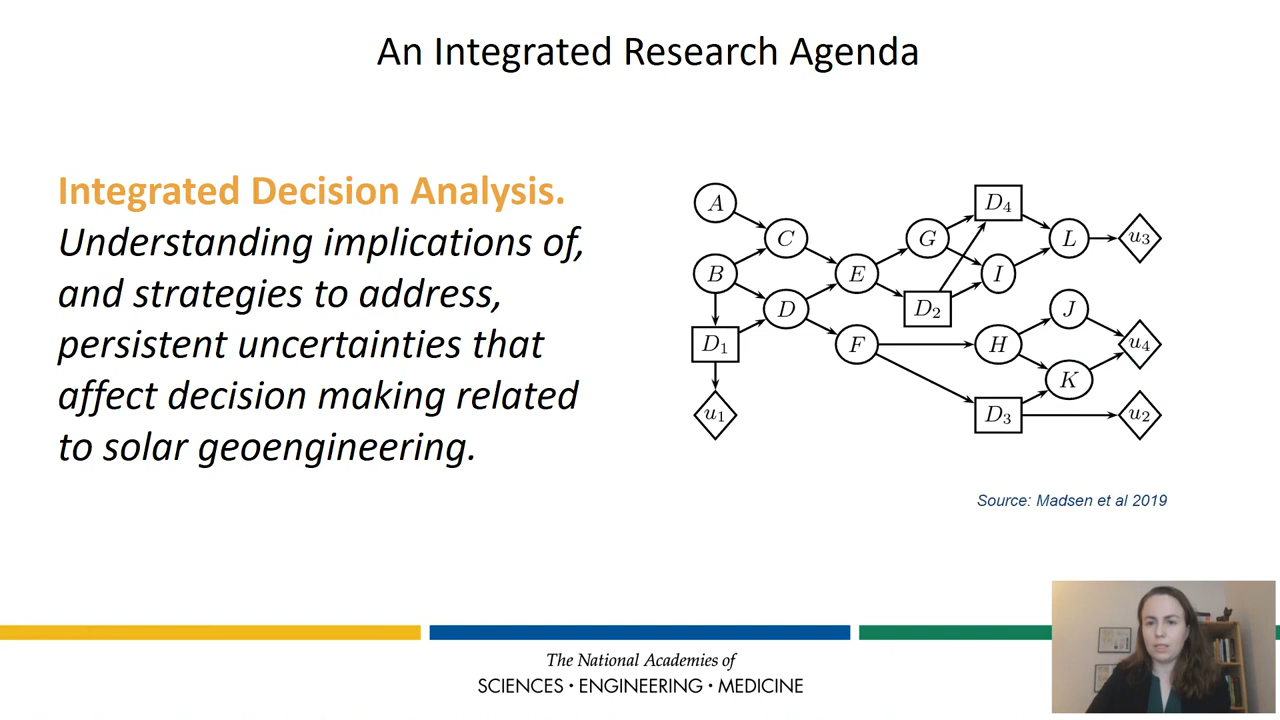 An Integrated Research Agenda
Integrated Decision Analysis.
Understanding implications of,
and strategies to address,
persistent uncertainties that
affect decision making related
to solar geoengineering.
A
C
B
D
D₁
u₁
E
F
G
D₂
D₄
I
L
u₃
H
J
K
u₄
D₃
u₂
Source: Madsen et al 2019
The National Academies of
SCIENCES · ENGINEERING · MEDICINE